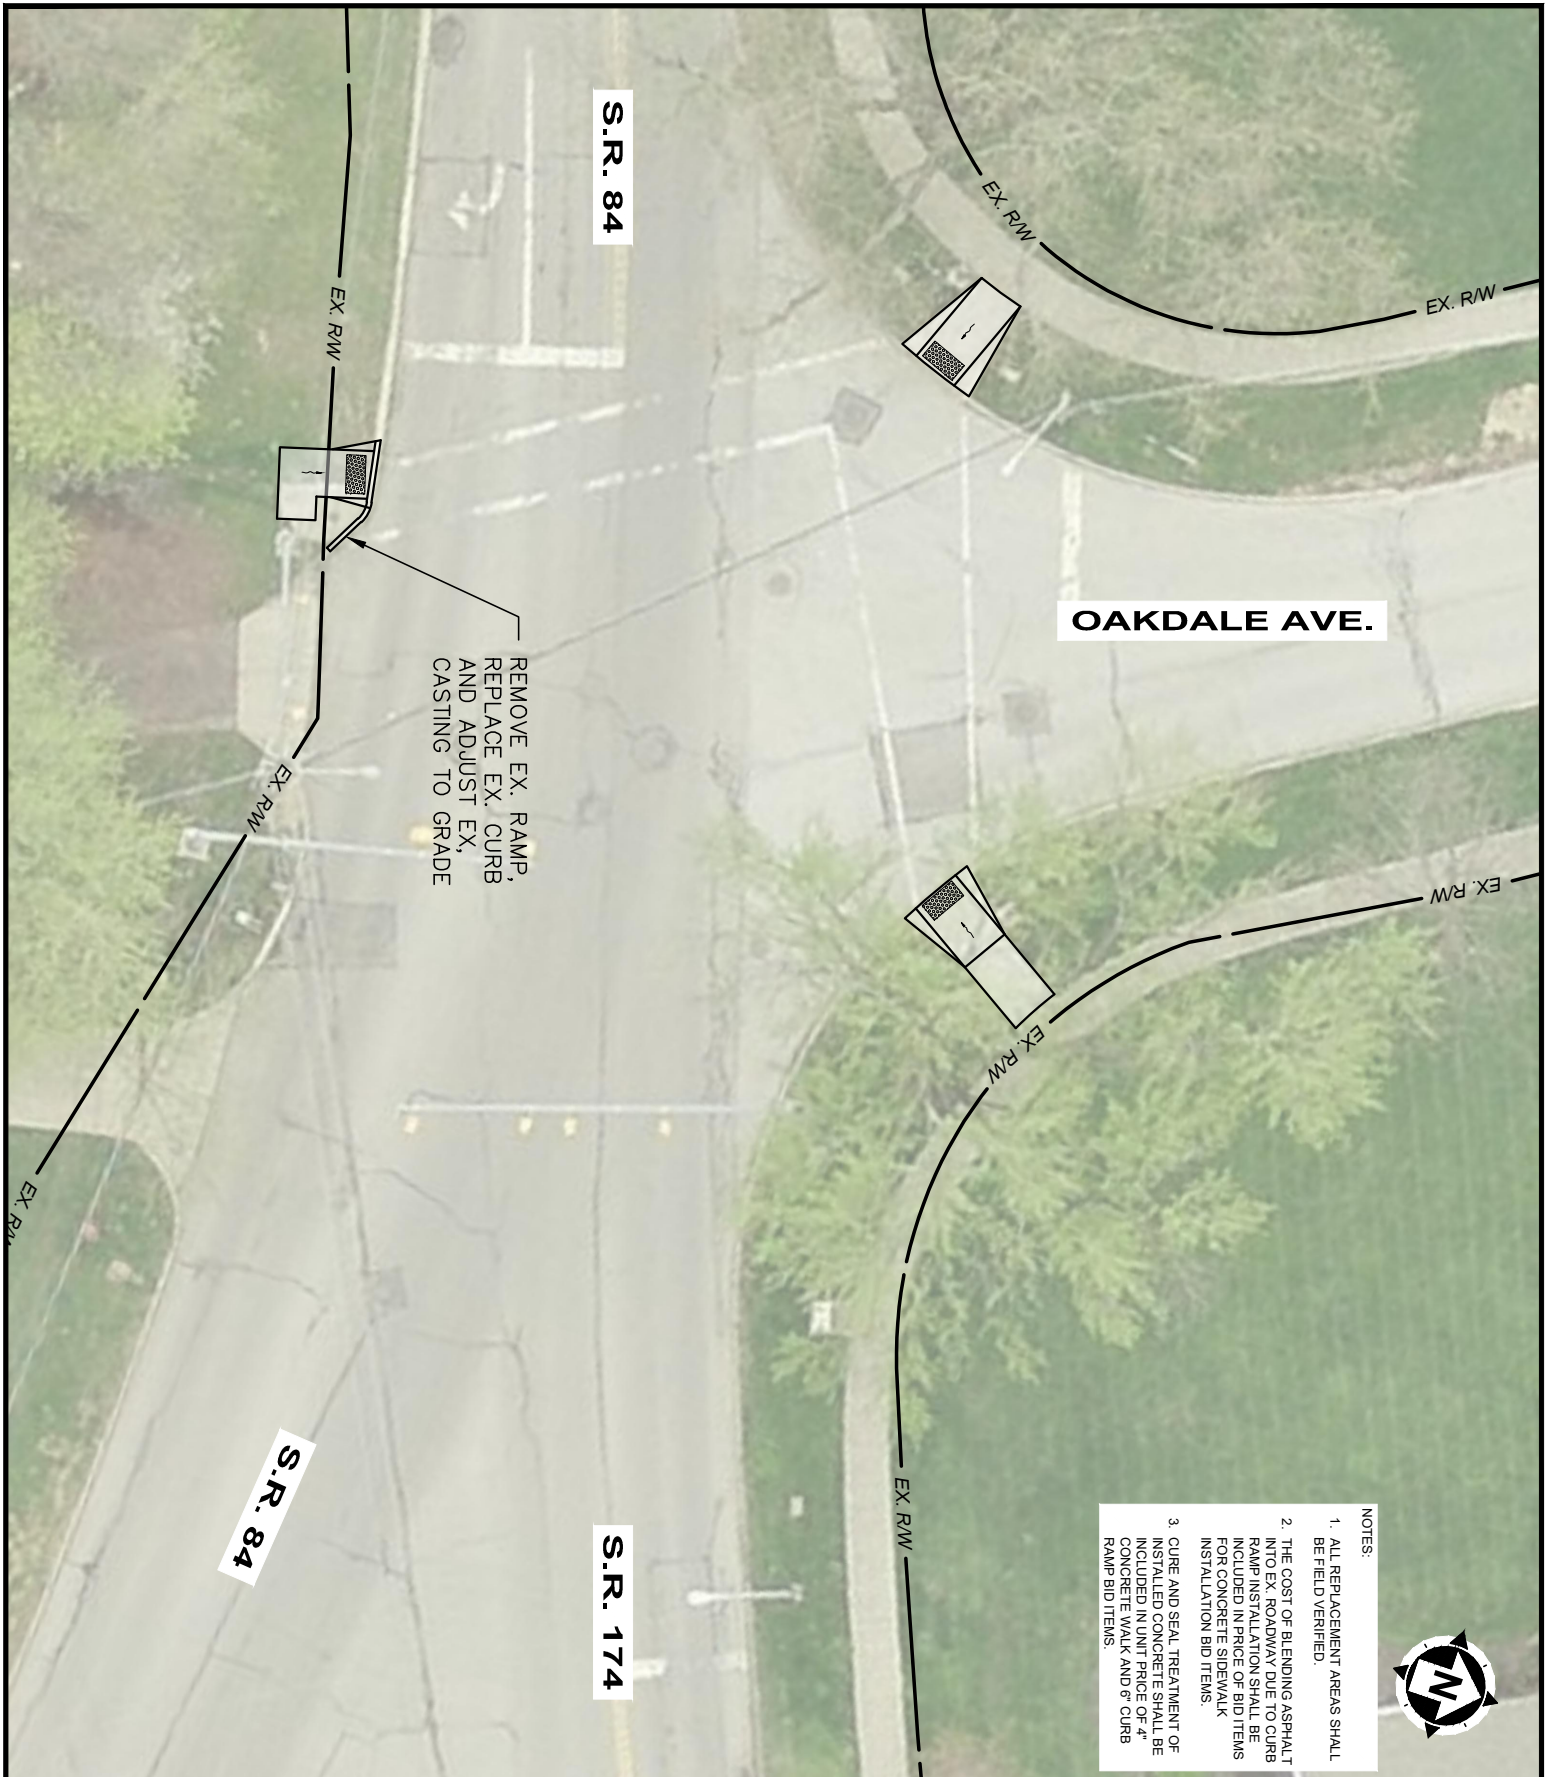 S.R. 84
EX. R/W
EX. R/W
EX. R/W
OAKDALE AVE.
REMOVE EX. RAMP,
REPLACE EX. CURB
AND ADJUST EX,
CASTING TO GRADE
EX. R/W
EX. R/W
EX. R/W
EX. R/W
EX. R/W
S.R. 84
S.R. 174
NOTES:
1. ALL REPLACEMENT AREAS SHALL
BE FIELD VERIFIED.
2. THE COST OF BLENDING ASPHALT
INTO EX. ROADWAY DUE TO CURB
RAMP INSTALLATION SHALL BE
INCLUDED IN PRICE OF BID ITEMS
FOR CONCRETE SIDEWALK
INSTALLATION BID ITEMS.
3. CURE AND SEAL TREATMENT OF
INSTALLED CONCRETE SHALL BE
INCLUDED IN UNIT PRICE OF 4"
CONCRETE WALK AND 6" CURB
RAMP BID ITEMS.
N